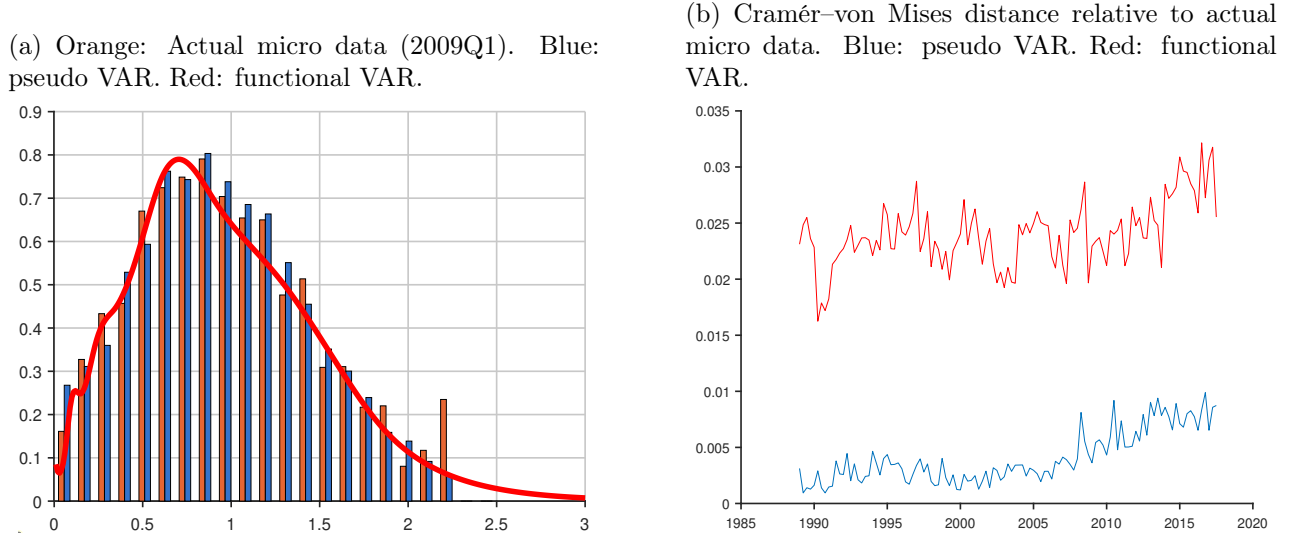 (a) Orange: Actual micro data (2009Q1). Blue:
pseudo VAR. Red: functional VAR.
0.9
0.8
0.7
0.6
0.5
0.4
0.3
0.2
0.1
0
0 0.5 1 1.5 2 2.5 3
(b) Cramér–von Mises distance relative to actual
micro data. Blue: pseudo VAR. Red: functional
VAR.
0.035
0.03
0.025
0.02
0.015
0.01
0.005
0
1985 1990 1995 2000 2005 2010 2015 2020